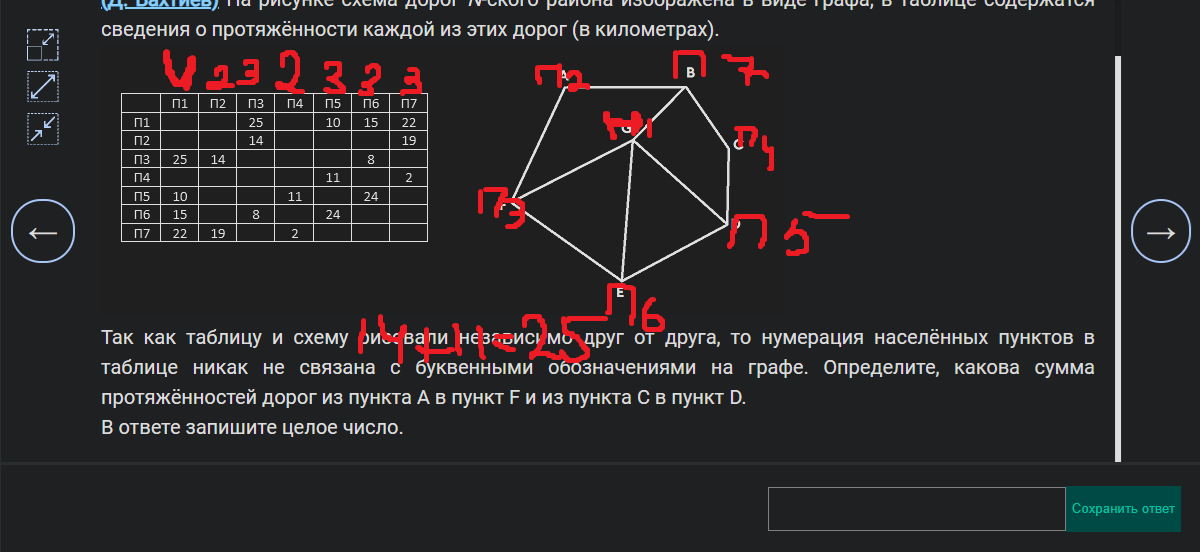 (Д. Бахтиев) На рисунке схема дорог N-ского района изображена в виде графа, в таблице содержатся
сведения о протяжённости каждой из этих дорог (в километрах).
4 2 3 2 3 3 3
П1 П2 П3 П4 П5 П6 П7
П1 25 10 15 22
П2 14 19
П3 25 14 8
П4 11 2
П5 10 11 24
П6 15 8 24
П7 22 19 2
A П2
B П 7
G П1
C П4
П3
П5
E П6
14+11=25
Так как таблицу и схему рисовали независимо друг от друга, то нумерация населённых пунктов в
таблице никак не связана с буквенными обозначениями на графе. Определите, какова сумма
протяжённостей дорог из пункта A в пункт F и из пункта C в пункт D.
В ответе запишите целое число.
← →
Сохранить ответ